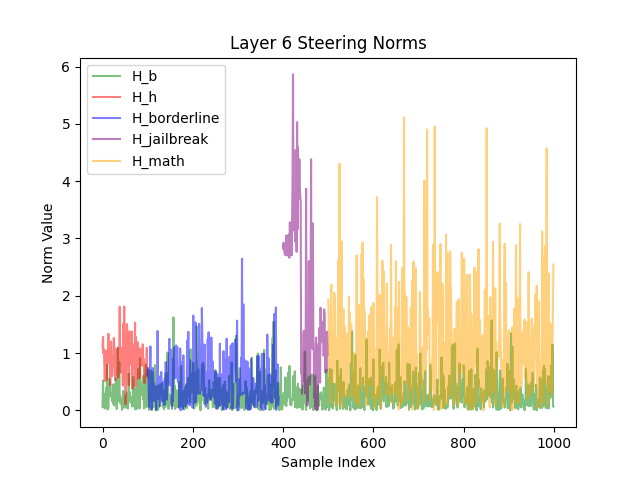 Layer 6 Steering Norms
H_b
H_h
H_borderline
H_jailbreak
H_math
Norm Value
6
5
4
3
2
1
0
0 200 400 600 800 1000
Sample Index